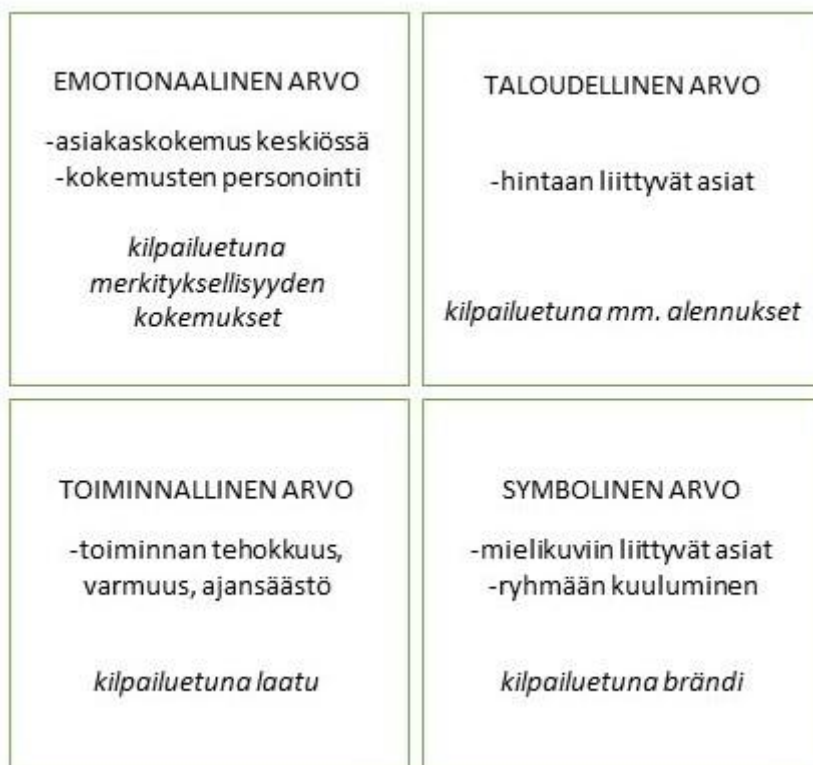 EMOTIONAALINEN ARVO
-asiakaskokemus keskiössä
-kokemusten personointi
kilpailuetuna
merkityksellisyyden
kokemukset
TALOUDELLINEN ARVO
-hintaan liittyvät asiat
kilpailuetuna mm. alennukset
TOIMINNALLINEN ARVO
-toiminnan tehokkuus,
varmuus, ajansäästö
kilpailuetuna laatu
SYMBOLINEN ARVO
-mielikuviin liittyvät asiat
-ryhmään kuuluminen
kilpailuetuna brändi